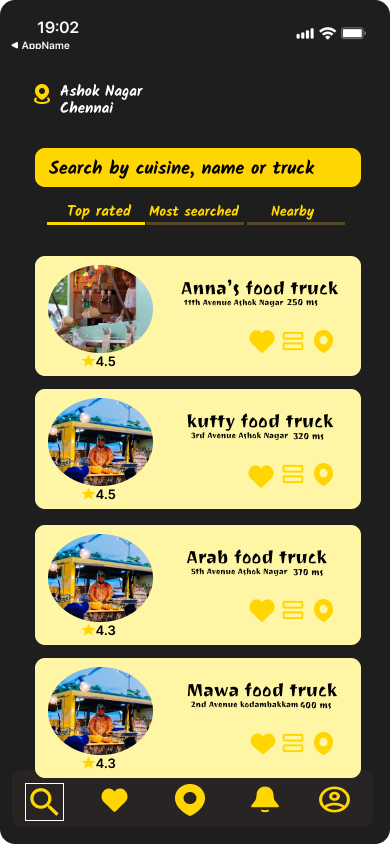 19:02
AppName
Ashok Nagar
Chennai
Search by cuisine, name or truck
Top rated Most searched Nearby
Anna's food truck
11th Avenue Ashok Nagar 250 ms
4.5
kutty food truck
3rd Avenue Ashok Nagar 320 ms
4.5
Arab food truck
5th Avenue Ashok Nagar 370 ms
4.3
Mawa food truck
2nd Avenue kodambakkam 400 ms
4.3